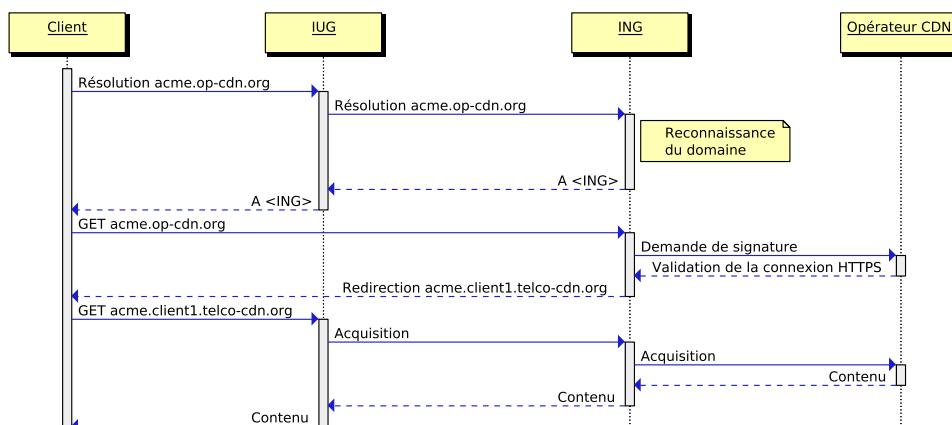 Client
IUG
ING
Opérateur CDN
Résolution acme.op-cdn.org
Résolution acme.op-cdn.org
Reconnaissance
du domaine
A <ING>
A <ING>
GET acme.op-cdn.org
Demande de signature
Validation de la connexion HTTPS
Redirection acme.client1.telco-cdn.org
GET acme.client1.telco-cdn.org
Acquisition
Acquisition
Contenu
Contenu
Contenu